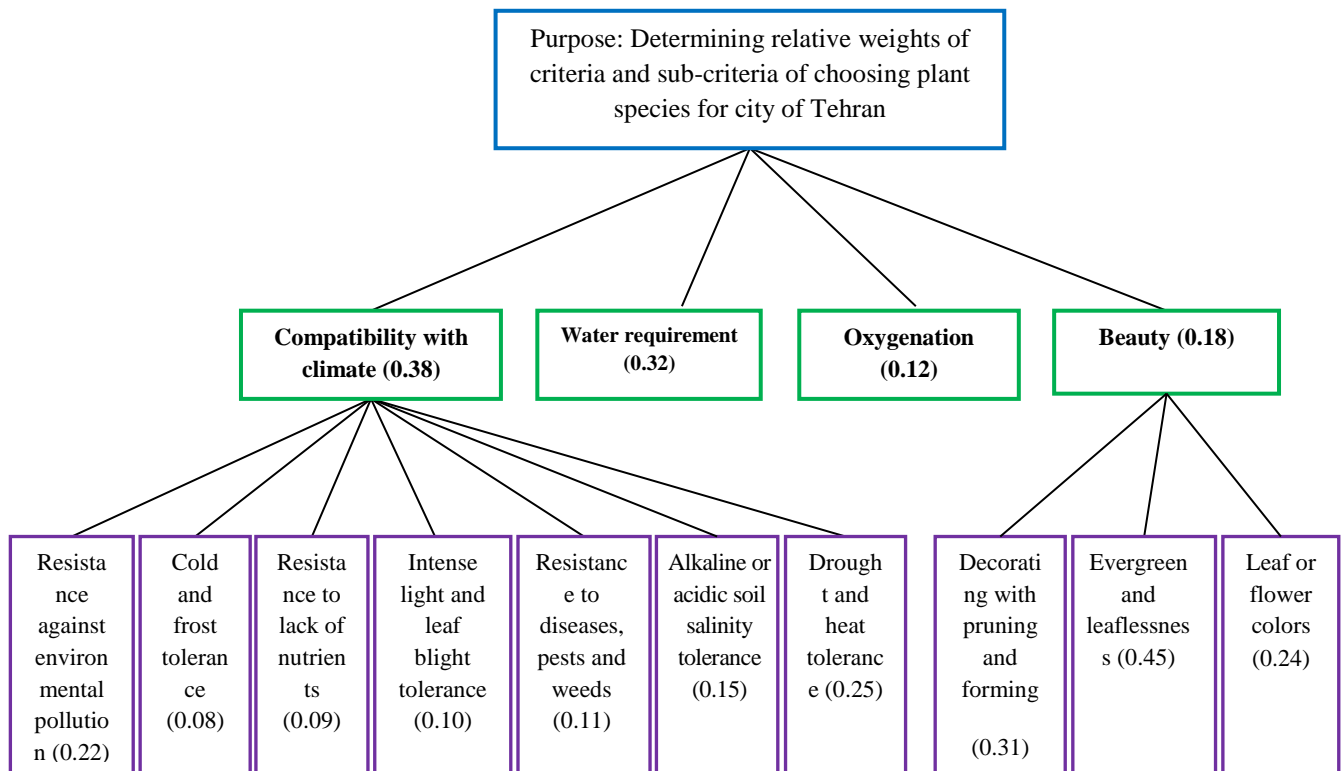 Purpose: Determining relative weights of
criteria and sub-criteria of choosing plant
species for city of Tehran
Compatibility with
climate (0.38)
Water requirement
(0.32)
Oxygenation
(0.12)
Beauty (0.18)
Resista
nce
against
environ
mental
pollutio
n (0.22)
Cold
and
frost
toleran
ce
(0.08)
Resista
nce to
lack of
nutrien
ts
(0.09)
Intense
light and
leaf
blight
tolerance
(0.10)
Resistanc
e to
diseases,
pests and
weeds
(0.11)
Alkaline or
acidic soil
salinity
tolerance
(0.15)
Drough
t and
heat
toleranc
e (0.25)
Decorati
ng with
pruning
and
forming
(0.31)
Evergreen
and
leaflessnes
s (0.45)
Leaf or
flower
colors
(0.24)